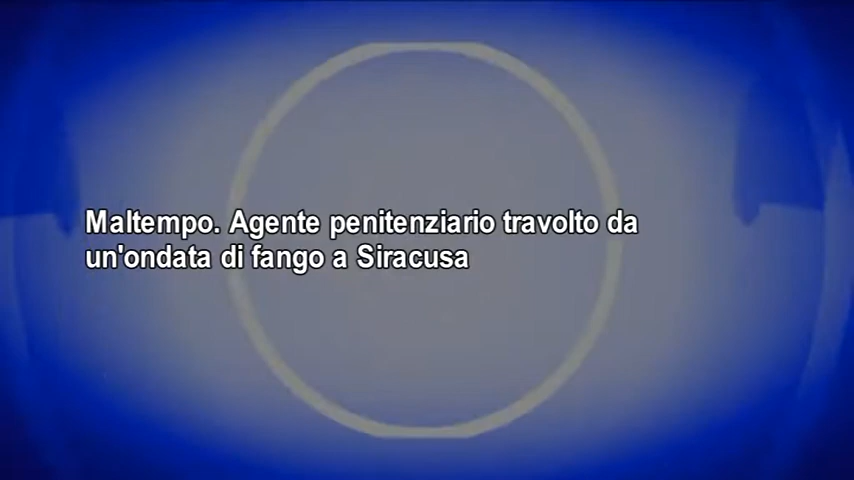 Maltempo. Agente penitenziario travolto da
un'ondata di fango a Siracusa